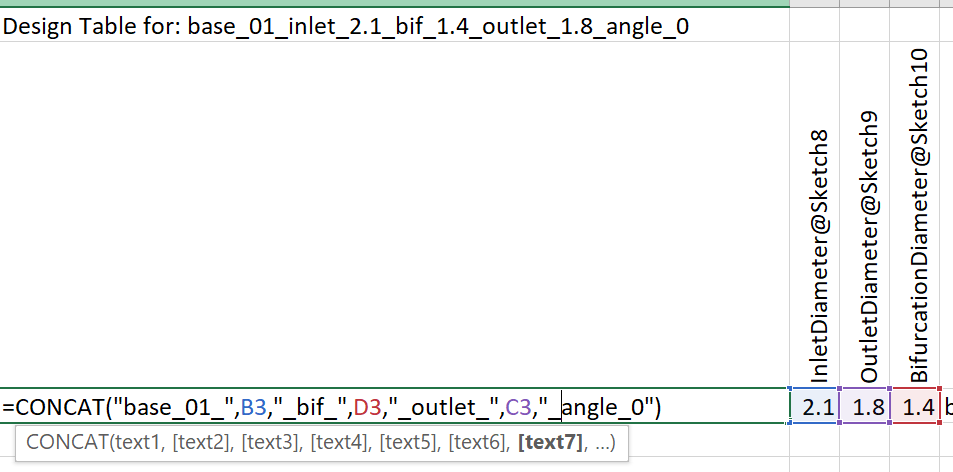 Design Table for: base_01_inlet_2.1_bif_1.4_outlet_1.8_angle_0
InletDiameter@Sketch8
OutletDiameter@Sketch9
BifurcationDiameter@Sketch10
=CONCAT("base_01_",B3,"_bif_",D3,"_outlet_",C3,"_angle_0") 2.1 1.8 1.4 b
CONCAT(text1, [text2], [text3], [text4], [text5], [text6], [text7], ...)